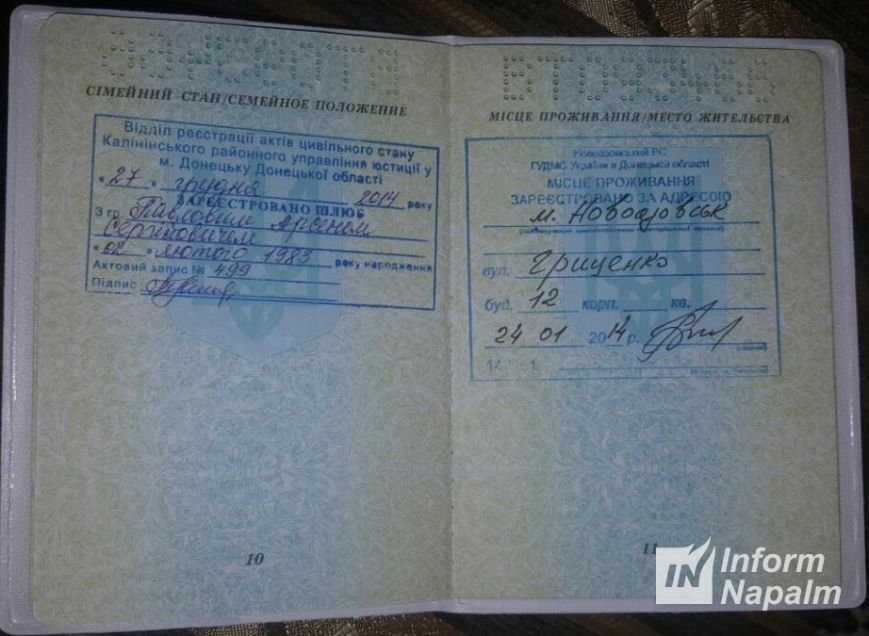 СІМЕЙНИЙ СТАН/СЕМЕЙНОЕ ПОЛОЖЕНИЕ
Відділ реєстрації актів цивільного стану
Калінінського районного управління юстиції у
м. Донецьку Донецької області
"27" грудня 2014 року
ЗАРЕЄСТРОВАНО ШЛЮБ
З гр. Павловим Арсеном
Сергійовичем
"02" лютого 1983 року народження
Актовий запис № 499
Підпис
10
МІСЦЕ ПРОЖИВАННЯ/МЕСТО ЖИТЕЛЬСТВА
Новоазовський РС
ГУДМС України в Донецькій області
МІСЦЕ ПРОЖИВАННЯ
ЗАРЕЄСТРОВАНО ЗА АДРЕСОЮ
м. Новоазовськ
вул. Грищенко
буд. 12 корп. кв.
24 01 2014 р.
11
IN Inform
Napalm